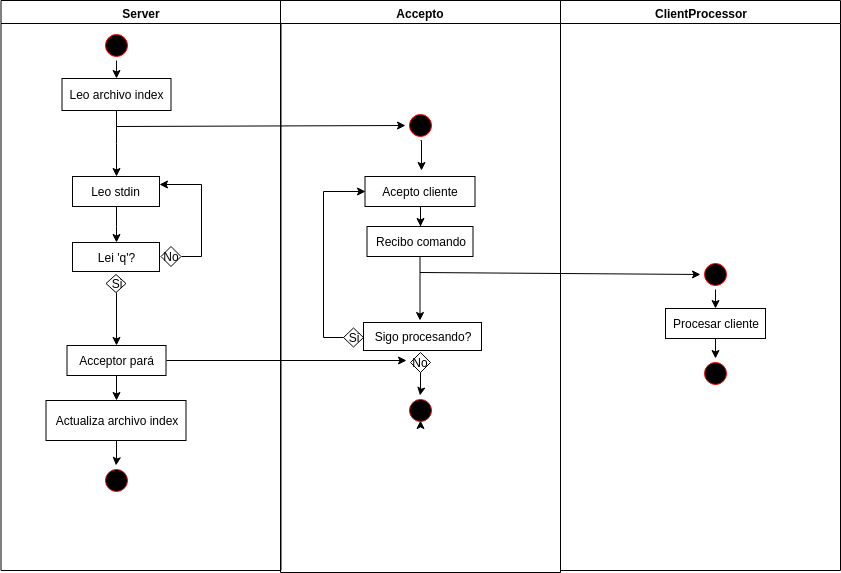 Server
Accepto
ClientProcessor
Leo archivo index
Leo stdin
Lei 'q'?
No
Si
Acceptor pará
Actualiza archivo index
Acepto cliente
Recibo comando
Sigo procesando?
Si
No
Procesar cliente